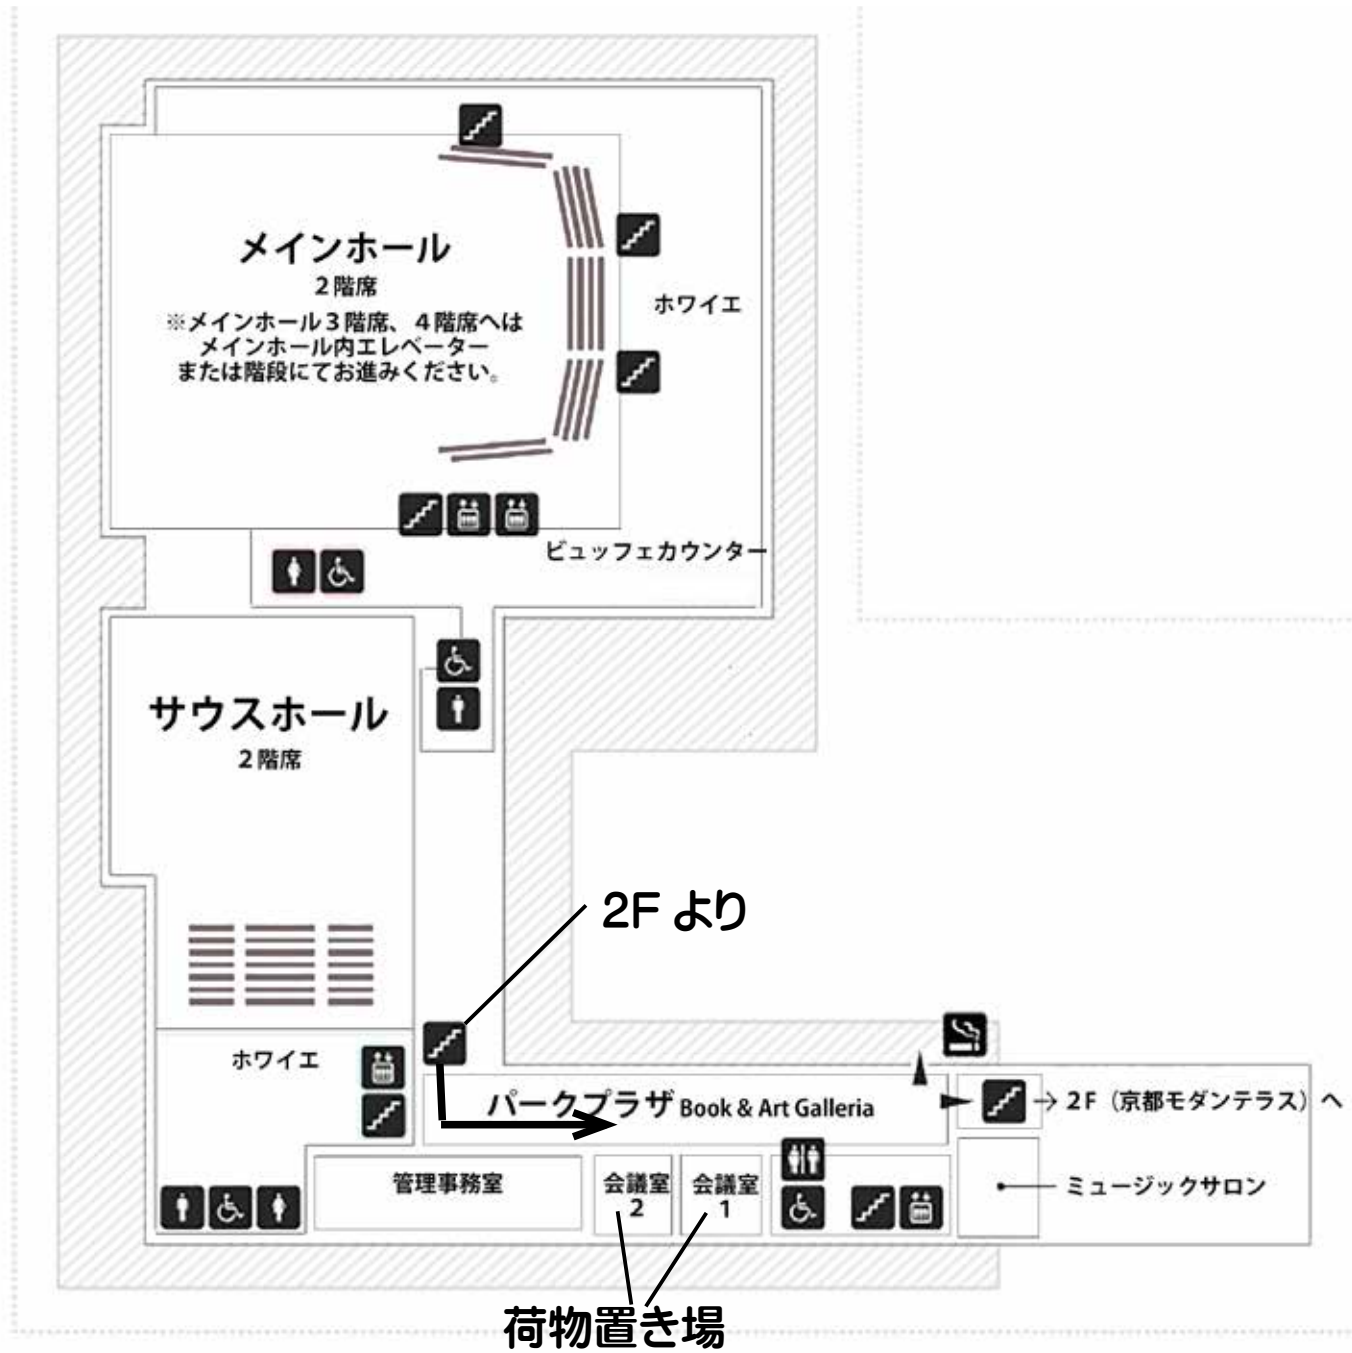 メインホール
2階席
※メインホール3階席、4階席へは
メインホール内エレベーター
または階段にてお進みください。
ホワイエ
ビュッフェカウンター
サウスホール
2階席
2F より
ホワイエ
パークプラザ Book & Art Galleria
2F（京都モダンテラス）へ
管理事務室
会議室
2
会議室
1
ミュージックサロン
荷物置き場